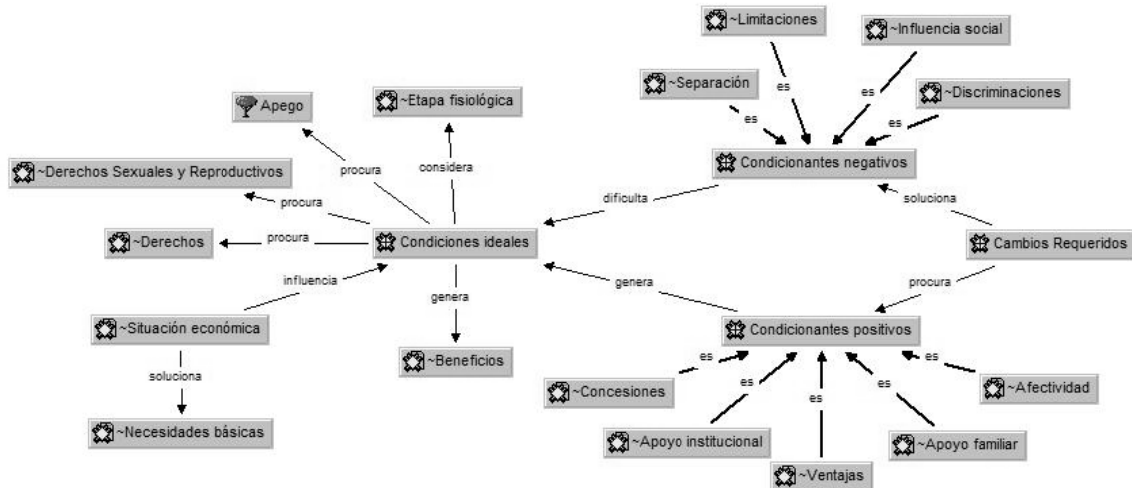 ~Limitaciones
~Influencia social
~Separación
es
es
~Discriminaciones
Apego
~Etapa fisiológica
es
es
Condicionantes negativos
procura
considera
~Derechos Sexuales y Reproductivos
dificulta
soluciona
procura
~Derechos
procura
Condiciones ideales
Cambios Requeridos
influencia
genera
genera
procura
~Situación económica
Condicionantes positivos
~Beneficios
es
es
soluciona
~Concesiones
es
es
es
~Afectividad
~Necesidades básicas
~Apoyo institucional
~Apoyo familiar
~Ventajas